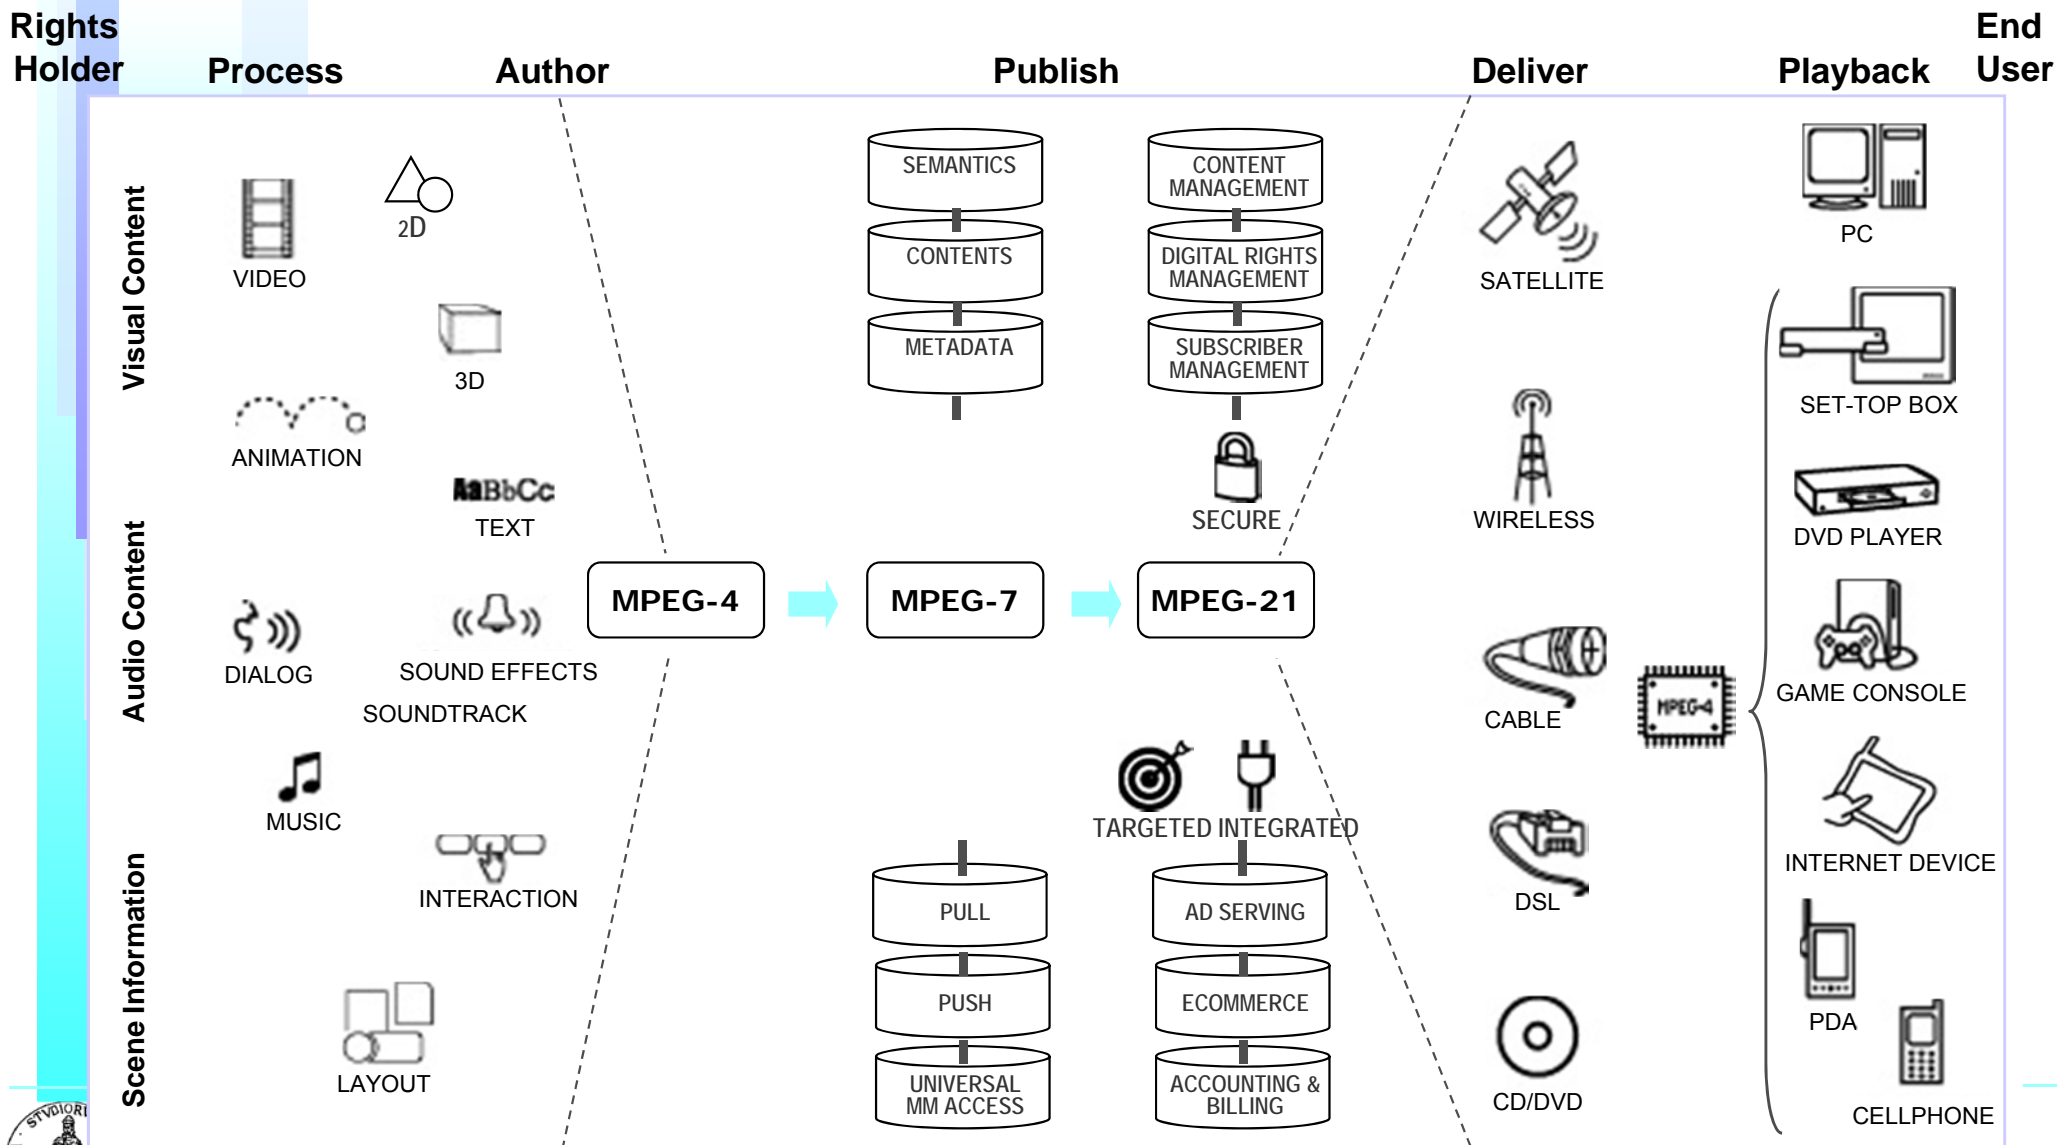 Rights
Holder
Process
Author
Publish
Deliver
Playback
End
User
Visual Content
Audio Content
Scene Information
VIDEO
2D
3D
ANIMATION
AaBbCc
TEXT
DIALOG
SOUND EFFECTS
SOUNDTRACK
MUSIC
INTERACTION
LAYOUT
MPEG-4
MPEG-7
MPEG-21
SEMANTICS
CONTENTS
METADATA
CONTENT
MANAGEMENT
DIGITAL RIGHTS
MANAGEMENT
SUBSCRIBER
MANAGEMENT
SECURE
TARGETED
INTEGRATED
PULL
PUSH
UNIVERSAL
MM ACCESS
AD SERVING
ECOMMERCE
ACCOUNTING &
BILLING
SATELLITE
WIRELESS
CABLE
DSL
CD/DVD
MPEG-4
PC
SET-TOP BOX
DVD PLAYER
GAME CONSOLE
INTERNET DEVICE
PDA
CELLPHONE